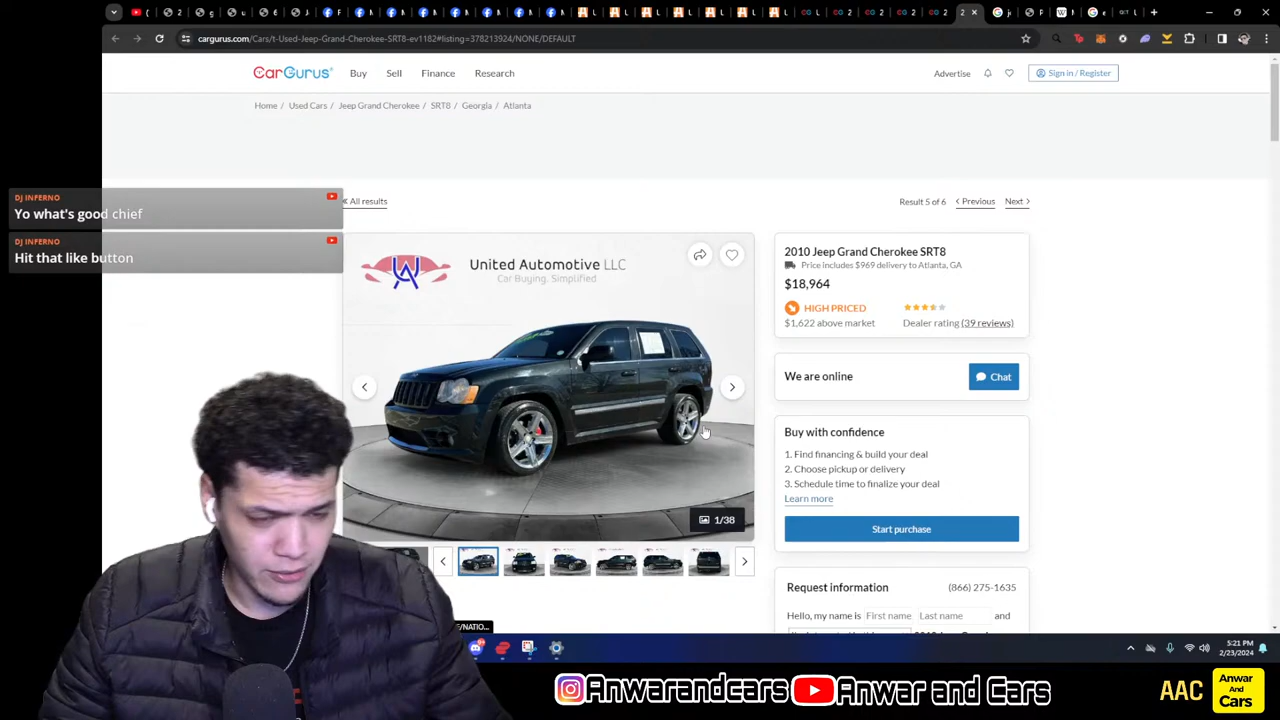 cargurus.com/Cars/t-Used-Jeep-Grand-Cherokee-SRT8-ev1182#listing=378213924/NONE/DEFAULT
CarGurus
Buy
Sell
Finance
Research
Advertise
Sign in / Register
Home / Used Cars / Jeep Grand Cherokee / SRT8 / Georgia / Atlanta
DJ INFERNO
Yo what's good chief
DJ INFERNO
Hit that like button
All results
Result 5 of 6
Previous
Next
United Automotive LLC
Car Buying. Simplified
1/38
2010 Jeep Grand Cherokee SRT8
Price includes $969 delivery to Atlanta, GA
$18,964
HIGH PRICED
$1,622 above market
Dealer rating (39 reviews)
We are online
Chat
Buy with confidence
1. Find financing & build your deal
2. Choose pickup or delivery
3. Schedule time to finalize your deal
Learn more
Start purchase
Request information
(866) 275-1635
Hello, my name is First name Last name and
5:21 PM
2/23/2024
@Anwarandcars
Anwar and Cars
AAC
Anwar
And
Cars